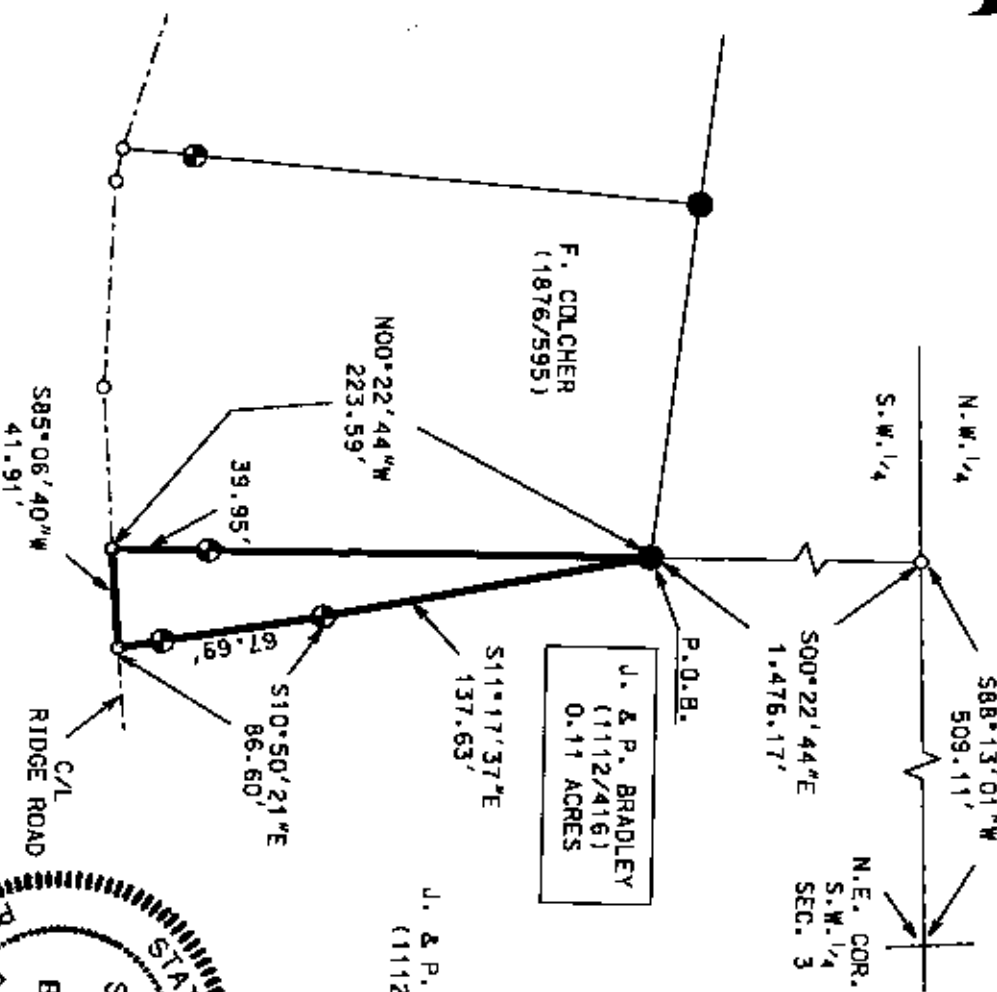 N.W.¼
S.W.¼
S88°13'01"W
509.11'
N.E. COR.
S.W.¼
SEC. 3
S00°22'44"E
1,476.17'
P.O.B.
F. COLCHER
(1876/595)
J. & P. BRADLEY
(1112/416)
0.11 ACRES
N00°22'44"W
223.59'
S11°17'37"E
137.63'
39.95'
67.69'
S10°50'21"E
86.60'
S85°06'40"W
41.91'
C/L
RIDGE ROAD
J. & P.
(1112
STA
S